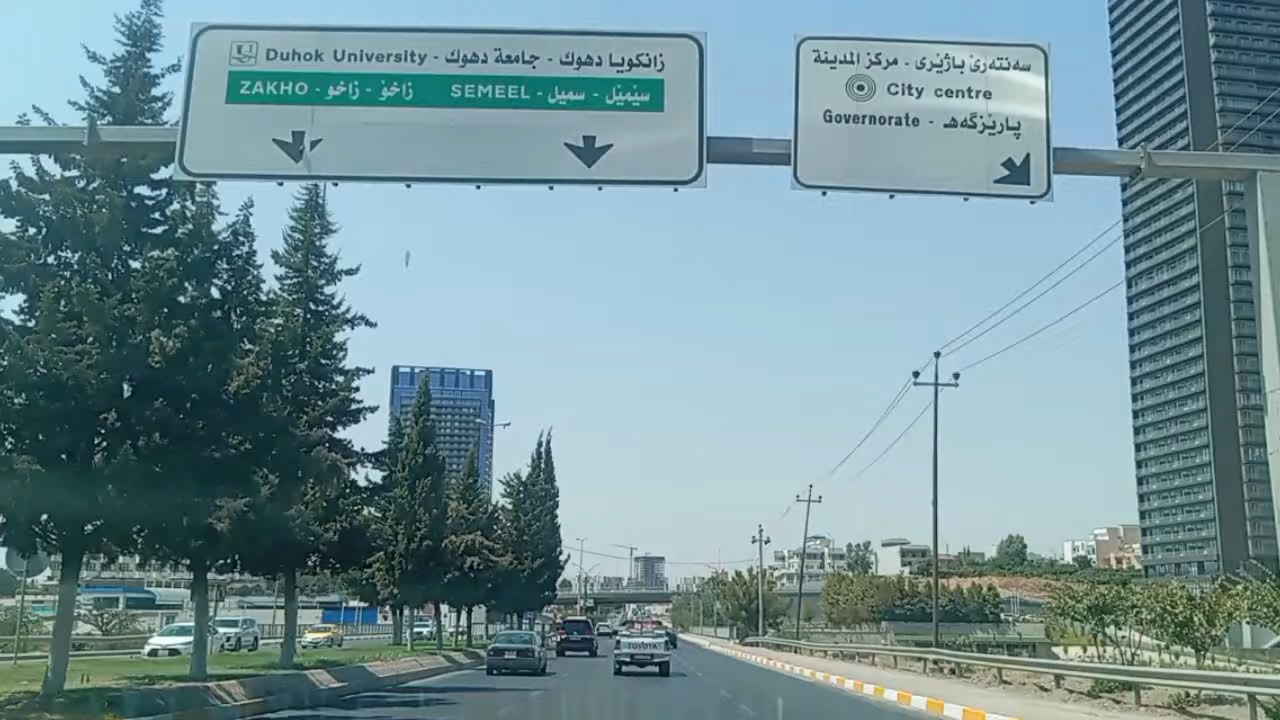 Duhok University - جامعة دهوك - زانكويا دهوك
ZAKHO - زاخۆ - زاخو SEMEEL - سێمێل - سميل
سەنتەرێ باژێری - مركز المدينة
City centre
Governorate - پارێزگەهـ
TOYOTA